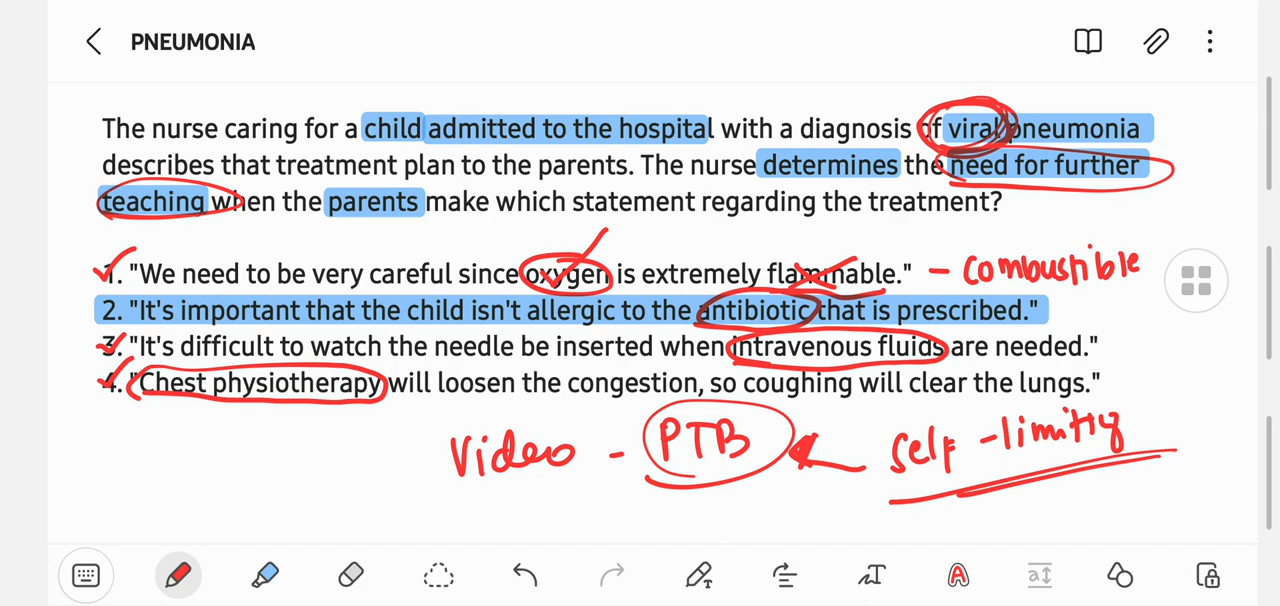 PNEUMONIA
The nurse caring for a child admitted to the hospital with a diagnosis of viral pneumonia
describes that treatment plan to the parents. The nurse determines the need for further
teaching when the parents make which statement regarding the treatment?
1. "We need to be very careful since oxygen is extremely flammable." - combustible
2. "It's important that the child isn't allergic to the antibiotic that is prescribed."
3. "It's difficult to watch the needle be inserted when intravenous fluids are needed."
4. "Chest physiotherapy will loosen the congestion, so coughing will clear the lungs."
Video - PTB self-limitig